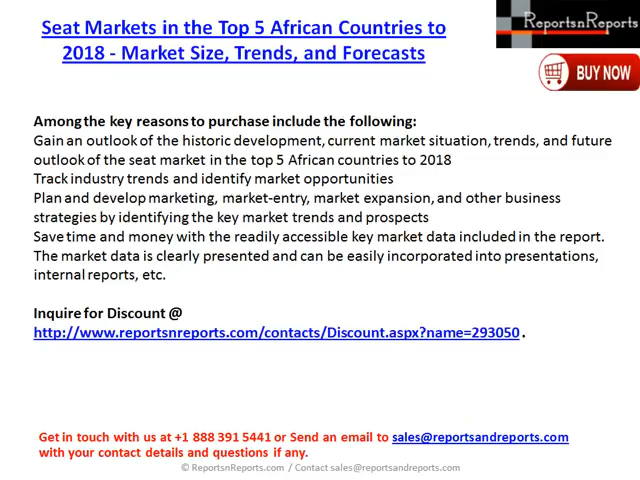 Seat Markets in the Top 5 African Countries to
2018 - Market Size, Trends, and Forecasts
ReportsnReports
BUY NOW
Among the key reasons to purchase include the following:
Gain an outlook of the historic development, current market situation, trends, and future
outlook of the seat market in the top 5 African countries to 2018
Track industry trends and identify market opportunities
Plan and develop marketing, market-entry, market expansion, and other business
strategies by identifying the key market trends and prospects
Save time and money with the readily accessible key market data included in the report.
The market data is clearly presented and can be easily incorporated into presentations,
internal reports, etc.
Inquire for Discount @
http://www.reportsnreports.com/contacts/Discount.aspx?name=293050 .
Get in touch with us at +1 888 391 5441 or Send an email to sales@reportsandreports.com
with your contact details and questions if any.
© ReportsnReports.com / Contact sales@reportsandreports.com